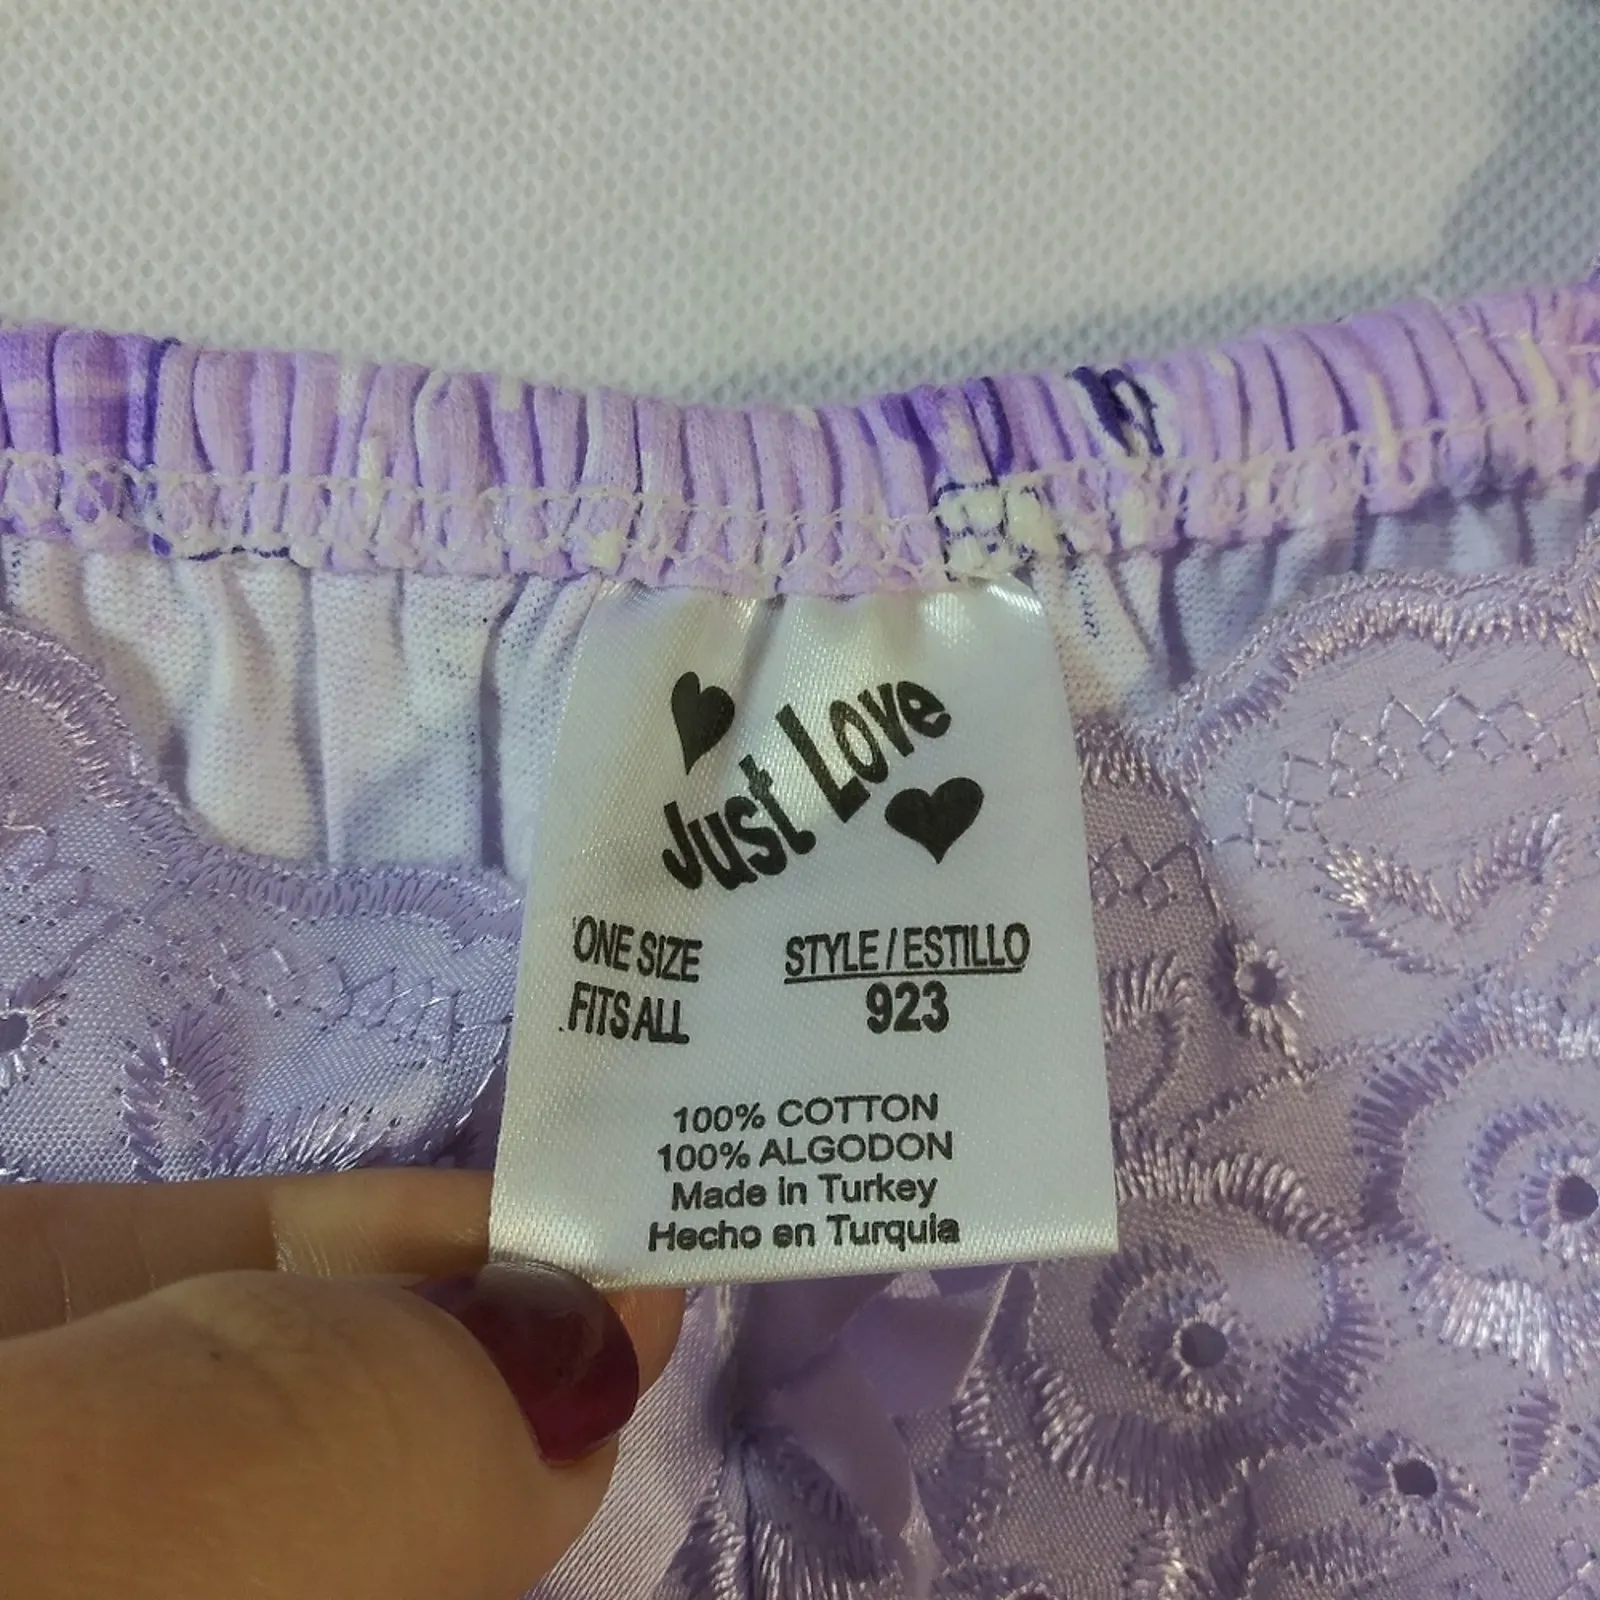 Just Love
ONE SIZE
FITS ALL
STYLE / ESTILLO
923
100% COTTON
100% ALGODON
Made in Turkey
Hecho en Turquia